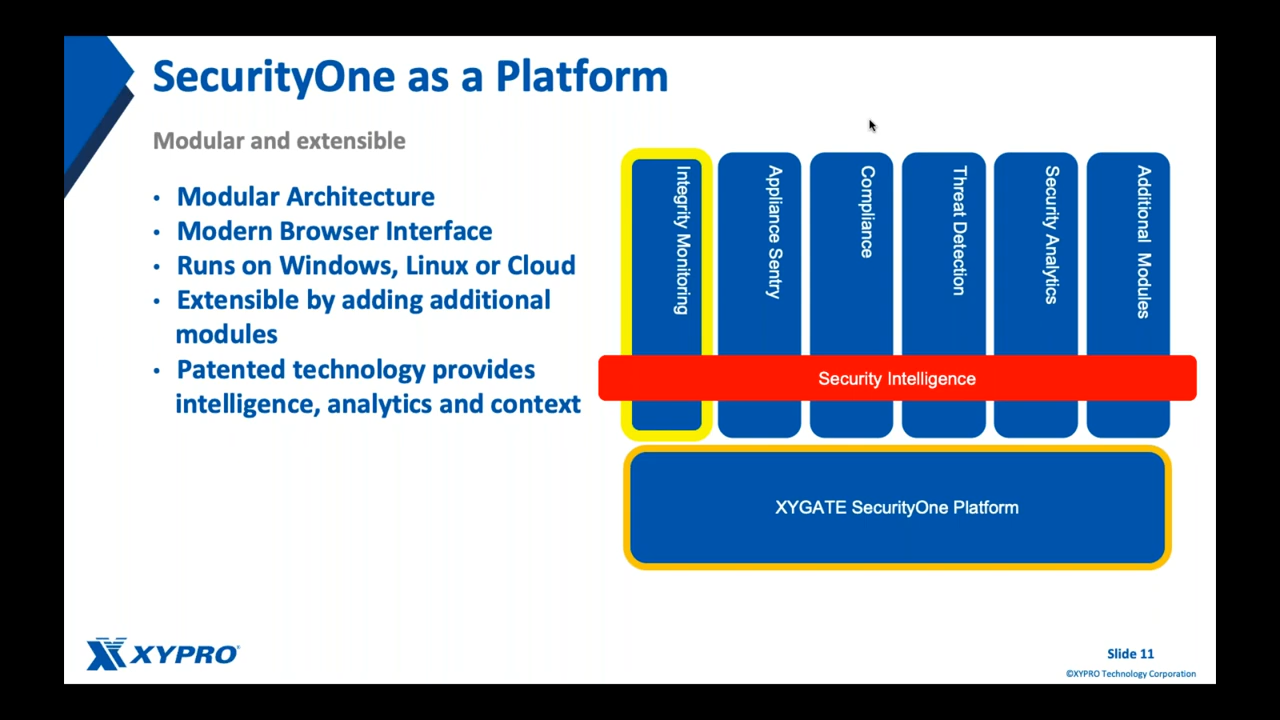 SecurityOne as a Platform
Modular and extensible
• Modular Architecture
• Modern Browser Interface
• Runs on Windows, Linux or Cloud
• Extensible by adding additional
modules
• Patented technology provides
intelligence, analytics and context
Integrity Monitoring
Appliance Sentry
Compliance
Threat Detection
Security Analytics
Additional Modules
Security Intelligence
XYGATE SecurityOne Platform
XYPRO®
Slide 11
©XYPRO Technology Corporation